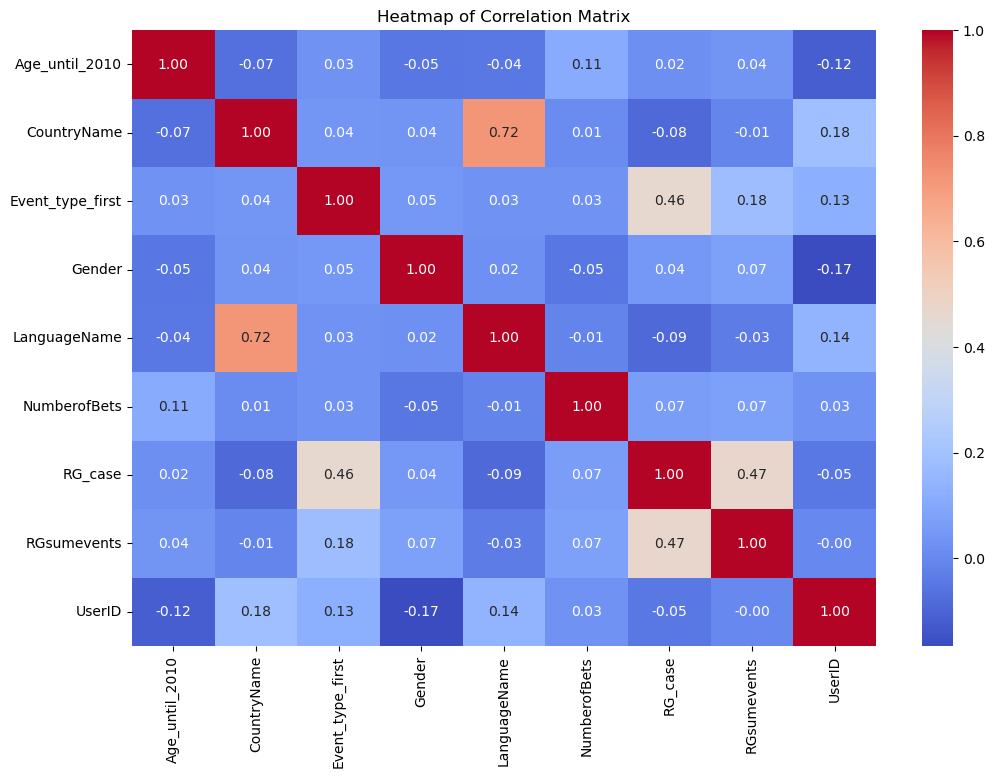 Heatmap of Correlation Matrix
Age_until_2010 1.00 -0.07 0.03 -0.05 -0.04 0.11 0.02 0.04 -0.12
CountryName -0.07 1.00 0.04 0.04 0.72 0.01 -0.08 -0.01 0.18
Event_type_first 0.03 0.04 1.00 0.05 0.03 0.03 0.46 0.18 0.13
Gender -0.05 0.04 0.05 1.00 0.02 -0.05 0.04 0.07 -0.17
LanguageName -0.04 0.72 0.03 0.02 1.00 -0.01 -0.09 -0.03 0.14
NumberofBets 0.11 0.01 0.03 -0.05 -0.01 1.00 0.07 0.07 0.03
RG_case 0.02 -0.08 0.46 0.04 -0.09 0.07 1.00 0.47 -0.05
RGsumevents 0.04 -0.01 0.18 0.07 -0.03 0.07 0.47 1.00 -0.00
UserID -0.12 0.18 0.13 -0.17 0.14 0.03 -0.05 -0.00 1.00
Age_until_2010
CountryName
Event_type_first
Gender
LanguageName
NumberofBets
RG_case
RGsumevents
UserID
1.0
0.8
0.6
0.4
0.2
0.0